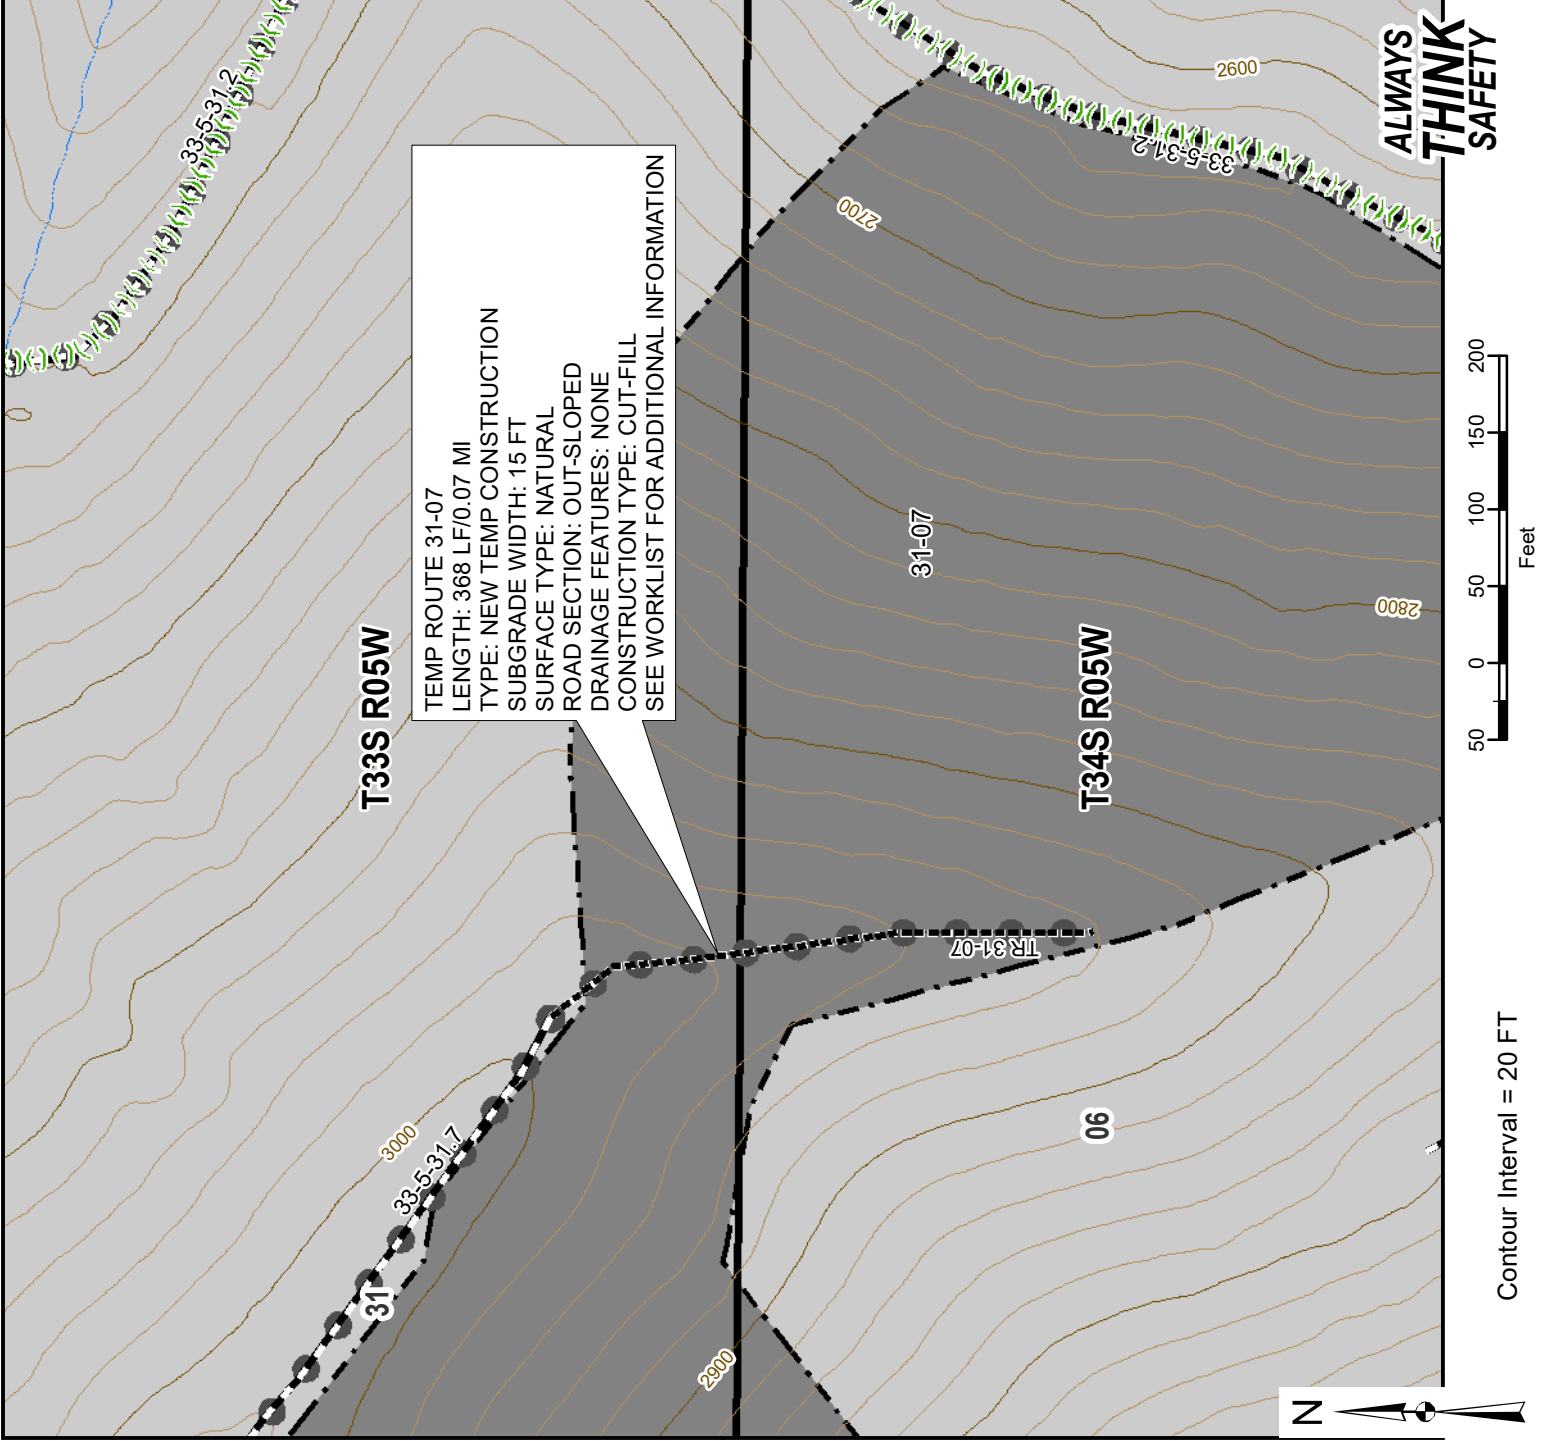 33-5-31.2
T33S R05W
TEMP ROUTE 31-07
LENGTH: 368 LF/0.07 MI
TYPE: NEW TEMP CONSTRUCTION
SUBGRADE WIDTH: 15 FT
SURFACE TYPE: NATURAL
ROAD SECTION: OUT-SLOPED
DRAINAGE FEATURES: NONE
CONSTRUCTION TYPE: CUT-FILL
SEE WORKLIST FOR ADDITIONAL INFORMATION
3000
33-5-31.7
31
2900
2700
31-07
TR 31-07
T34S R05W
06
33-5-31.2
2600
2800
ALWAYS
THINK
SAFETY
50 0 50 100 150 200
Feet
Contour Interval = 20 FT
N